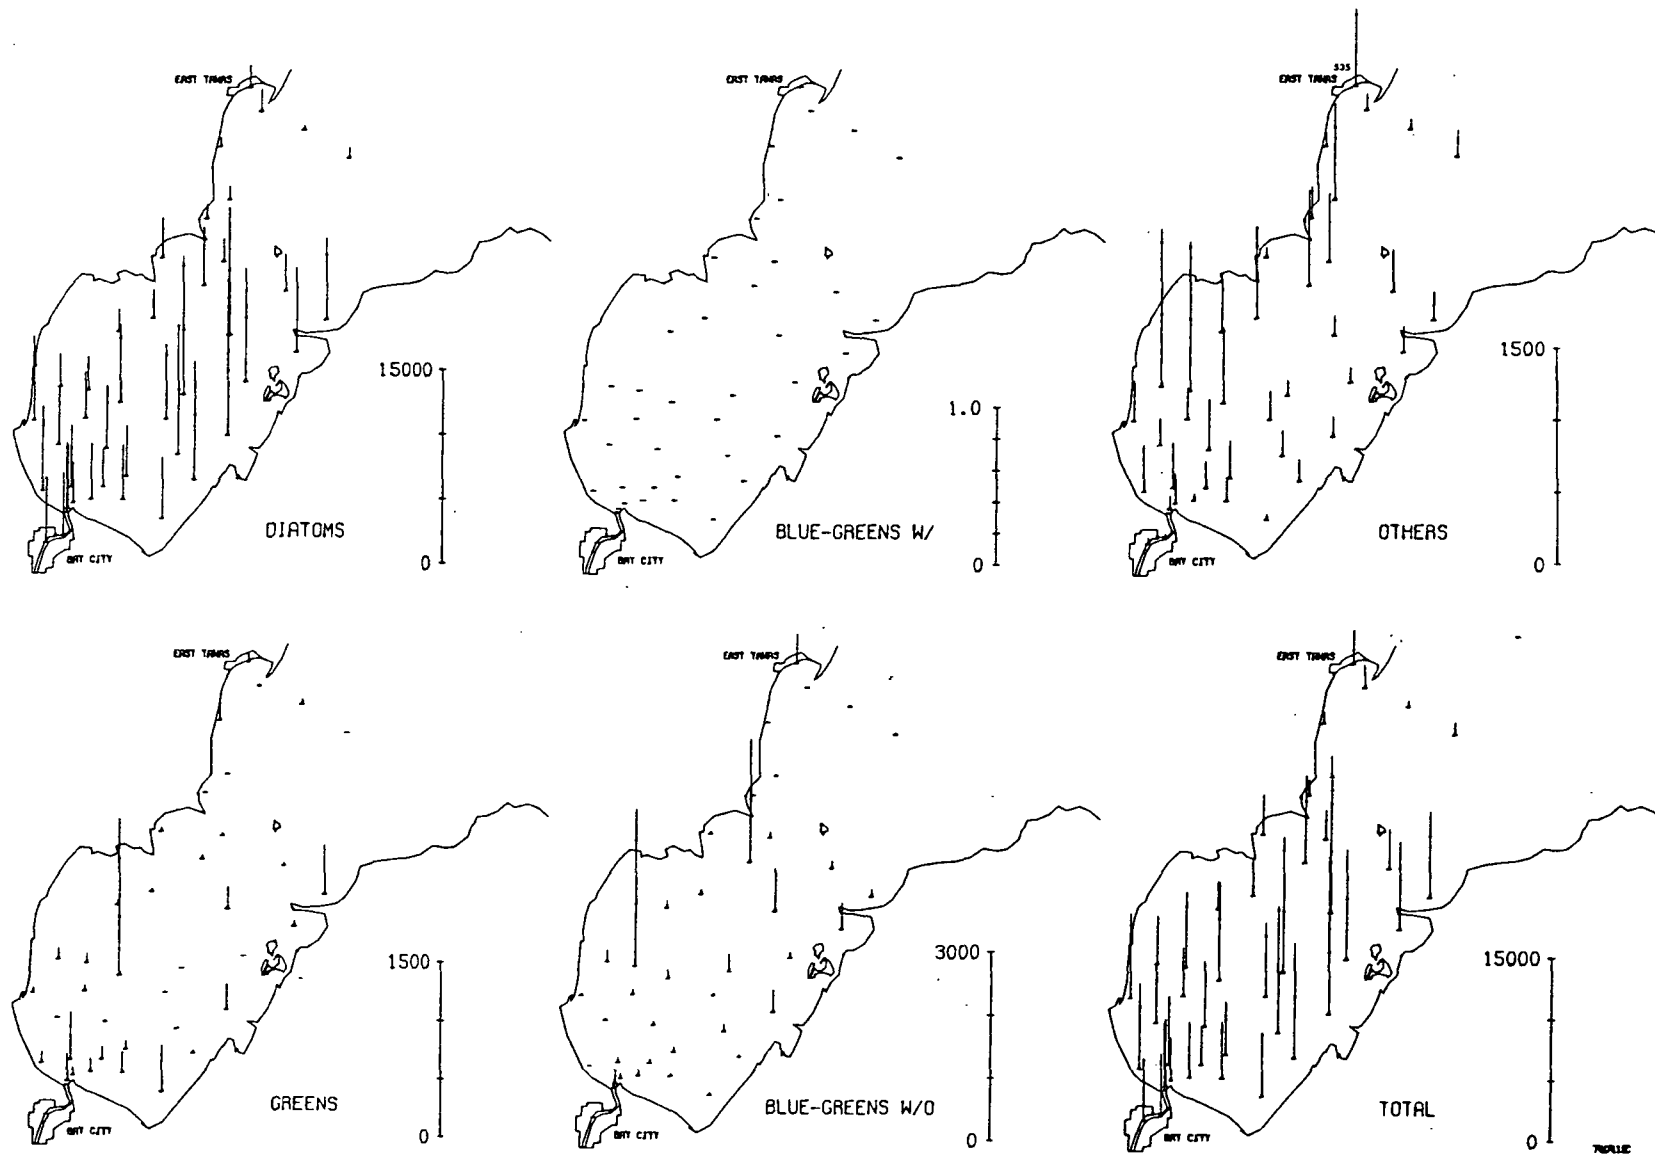 EAST TAWAS
15000
0
DIATOMS
BAY CITY
EAST TAWAS
1.0
0
BLUE-GREENS W/
BAY CITY
535
EAST TAWAS
1500
0
OTHERS
BAY CITY
EAST TAWAS
1500
0
GREENS
BAY CITY
EAST TAWAS
3000
0
BLUE-GREENS W/O
BAY CITY
EAST TAWAS
15000
0
TOTAL
BAY CITY